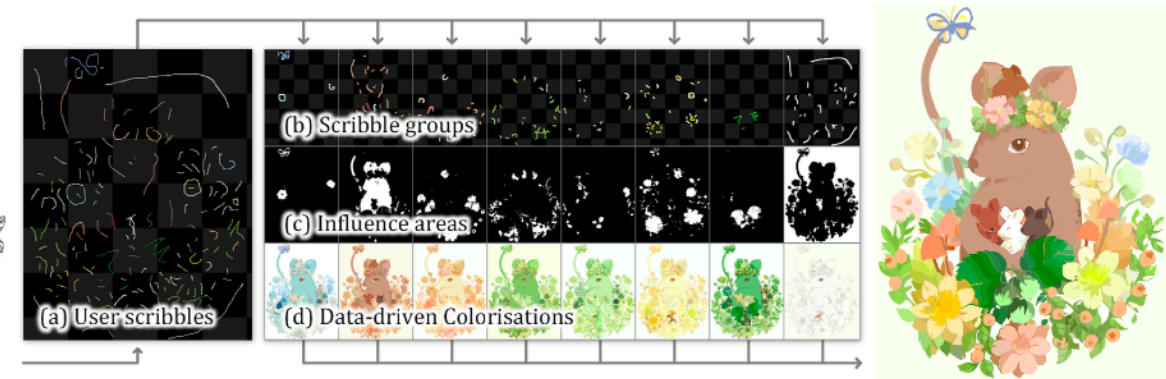 (b) Scribble groups
(c) Influence areas
(a) User scribbles
(d) Data-driven Colorisations